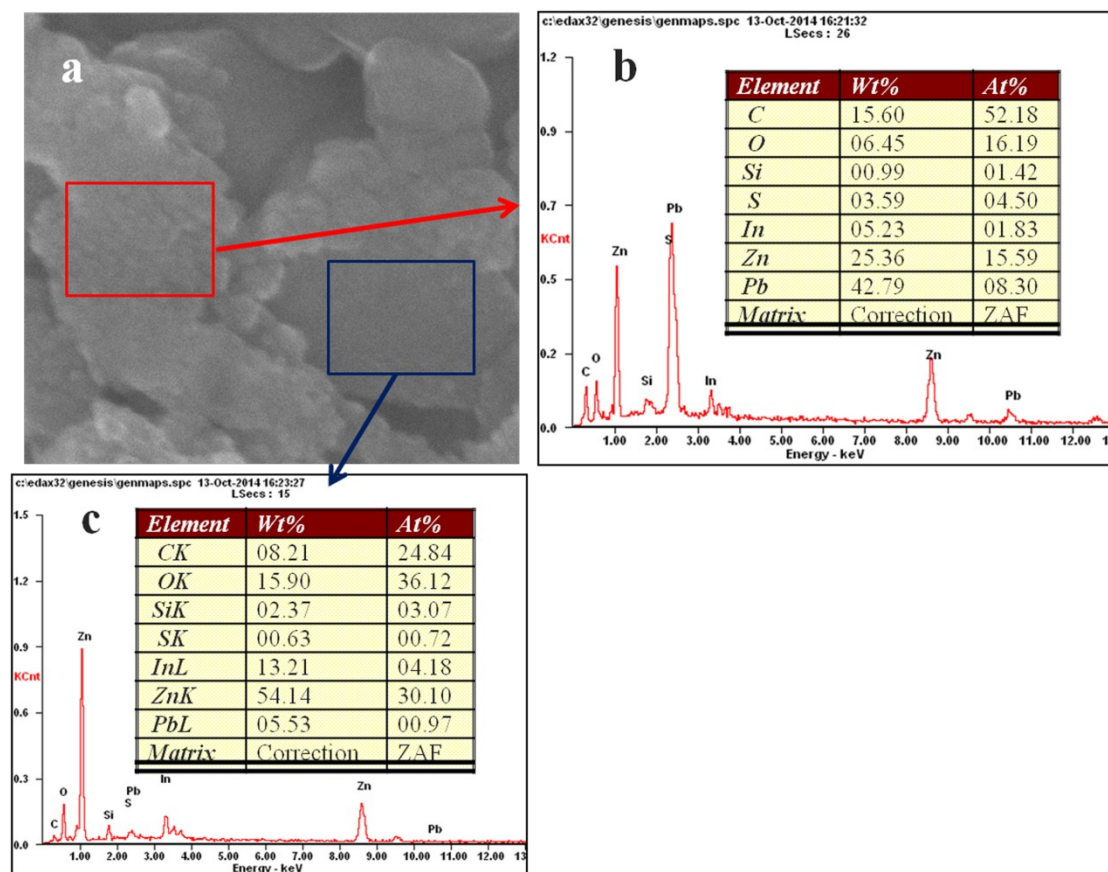 a
c:\edax32\genesis\genmaps.spc 13-Oct-2014 16:21:32
LSecs : 26
b
1.2
0.9
0.7
KCnt
0.5
0.2
0.0
Element Wt% At%
C 15.60 52.18
O 06.45 16.19
Si 00.99 01.42
S 03.59 04.50
In 05.23 01.83
Zn 25.36 15.59
Pb 42.79 08.30
Matrix Correction ZAF
C O Zn Si S Pb In Zn Pb
1.00 2.00 3.00 4.00 5.00 6.00 7.00 8.00 9.00 10.00 11.00 12.00 13
Energy - keV
c:\edax32\genesis\genmaps.spc 13-Oct-2014 16:23:27
LSecs : 15
c
1.5
1.2
0.9
KCnt
0.6
0.3
0.0
Element Wt% At%
CK 08.21 24.84
OK 15.90 36.12
SiK 02.37 03.07
SK 00.63 00.72
InL 13.21 04.18
ZnK 54.14 30.10
PbL 05.53 00.97
Matrix Correction ZAF
C O Zn Si Pb S In Zn Pb
1.00 2.00 3.00 4.00 5.00 6.00 7.00 8.00 9.00 10.00 11.00 12.00 13
Energy - keV